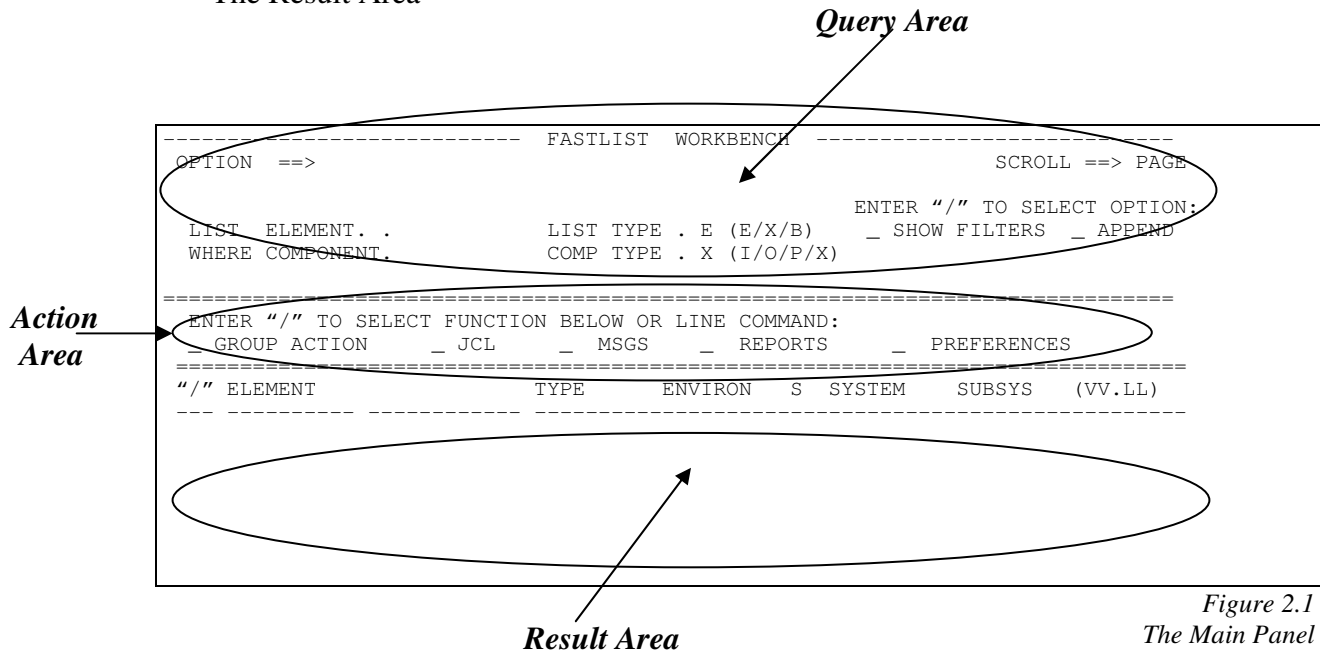 The Result Area
Query Area
---------------------------- FASTLIST WORKBENCH ----------------------------
OPTION ==> SCROLL ==> PAGE
ENTER “/” TO SELECT OPTION:
LIST ELEMENT. . LIST TYPE . E (E/X/B) _ SHOW FILTERS _ APPEND
WHERE COMPONENT. COMP TYPE . X (I/O/P/X)
===============================================================================
Action Area
ENTER “/” TO SELECT FUNCTION BELOW OR LINE COMMAND:
_ GROUP ACTION _ JCL _ MSGS _ REPORTS _ PREFERENCES
===============================================================================
“/” ELEMENT TYPE ENVIRON S SYSTEM SUBSYS (VV.LL)
--- ---------- ----------- ---------------------------------------------------
Result Area
Figure 2.1
The Main Panel